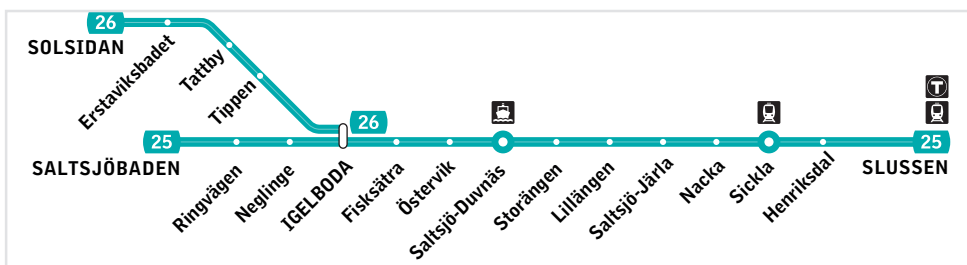 26
SOLSIDAN
Erstaviksbadet
Tattby
Tippen
26
25
SALTSJÖBADEN
Ringvägen
Neglinge
IGELBODA
Fisksätra
Östervik
Saltsjö-Duvnäs
Storängen
Lillängen
Saltsjö-Järla
Nacka
Sickla
Henriksdal
T
25
SLUSSEN